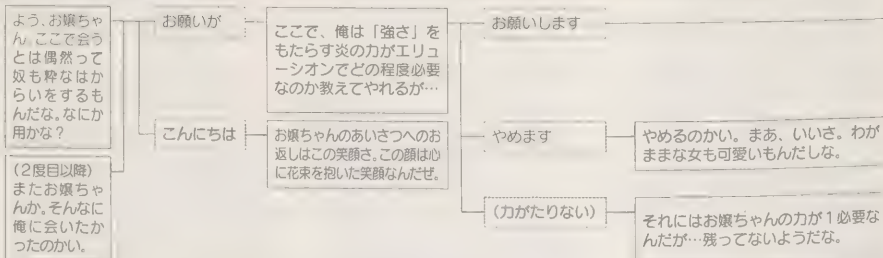 よう、お嬢ちゃ
ん ここで会う
とは偶然って
奴も粋なはか
らいをするも
んだな。なにか
用かな？
(2度目以降)
またお嬢ちゃ
んか。そんなに
俺に会いたか
ったのかい。
お願いが
ここで、俺は「強さ」を
もたらす炎の力がエリュ
ーシオンでどの程度必要
なのか教えてやれるが…
こんにちは
お嬢ちゃんのあいさつへのお
返しはこの笑顔さ。この顔は心
に花束を抱いた笑顔なんだぜ。
お願いします
やめます
やめるのかい。まあ、いいさ。わが
ままな女も可愛いもんだしな。
(力がたりない)
それにはお嬢ちゃんの力が1必要な
んだが…残ってないようだな。